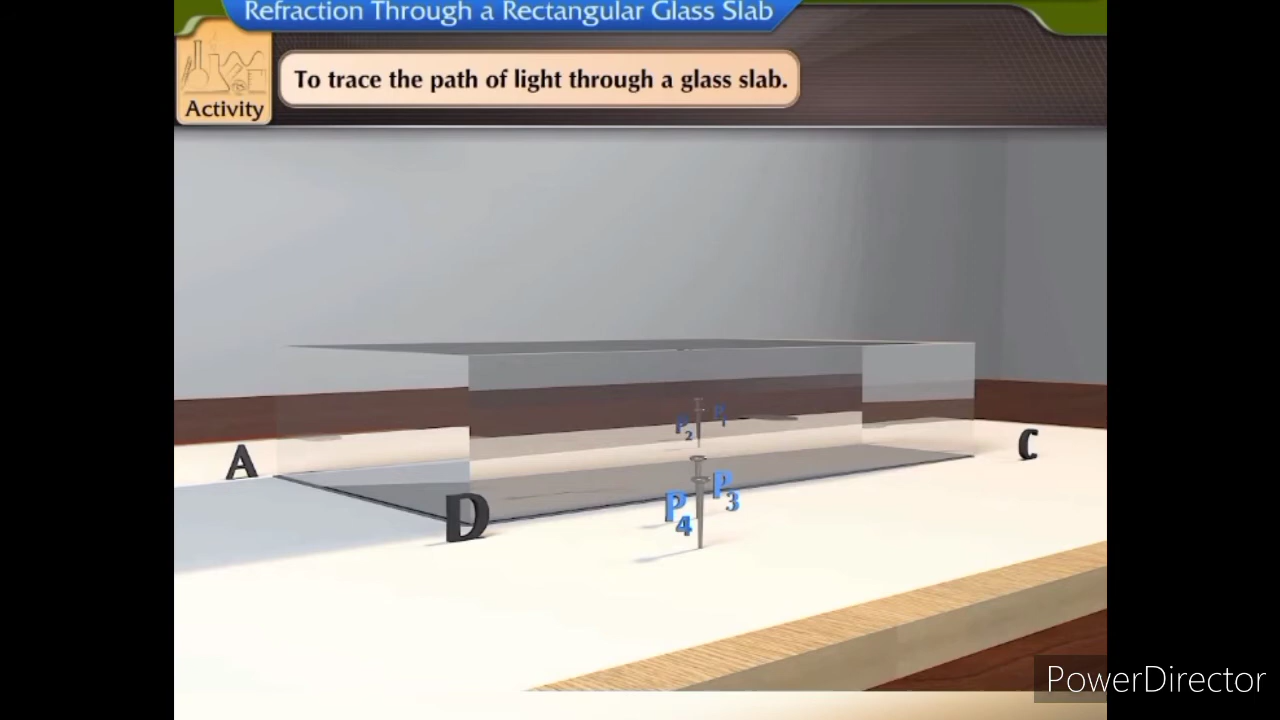 Refraction Through a Rectangular Glass Slab
To trace the path of light through a glass slab.
Activity
P2 P1
A
C
P4 P3
D
PowerDirector